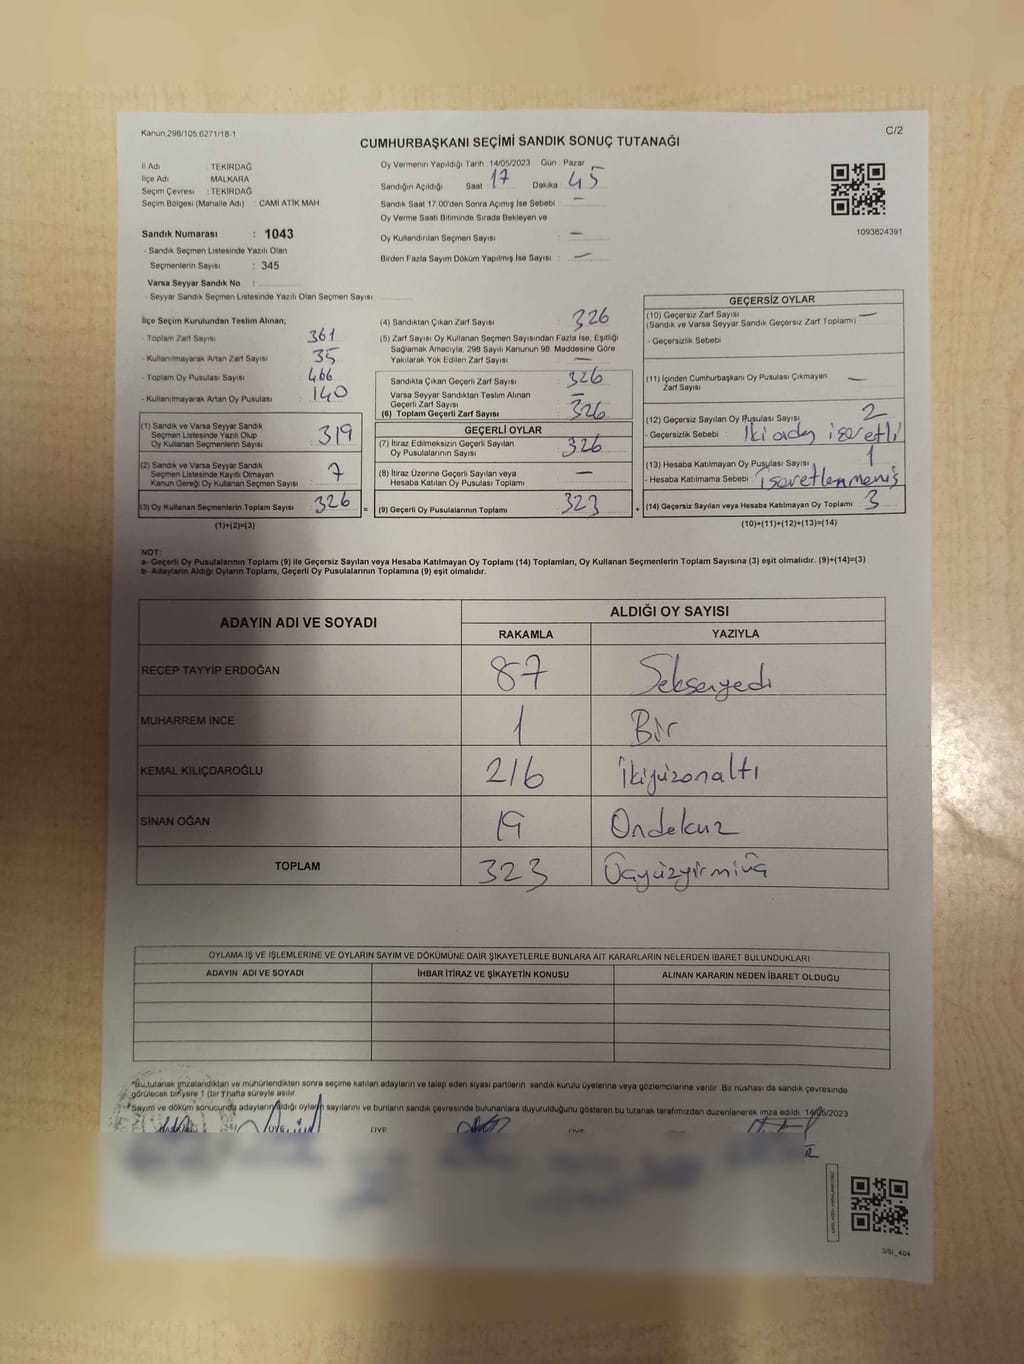 Kanun.298/105,6271/18-1
C/2
CUMHURBAŞKANI SEÇİMİ SANDIK SONUÇ TUTANAĞI
İl Adı : TEKİRDAĞ
İlçe Adı : MALKARA
Seçim Çevresi : TEKİRDAĞ
Seçim Bölgesi (Mahalle Adı) : CAMİ ATİK MAH
Sandık Numarası : 1043
- Sandık Seçmen Listesinde Yazılı Olan
Seçmenlerin Sayısı : 345
Varsa Seyyar Sandık No :
- Seyyar Sandık Seçmen Listesinde Yazılı Olan Seçmen Sayısı:
Oy Vermenin Yapıldığı Tarih : 14/05/2023 Gün : Pazar
Sandığın Açıldığı Saat : 17 Dakika : 45
Sandık Saat 17:00'den Sonra Açımış İse Sebebi : —
Oy Verme Saati Bitiminde Sırada Bekleyen ve
Oy Kullandırılan Seçmen Sayısı : —
Birden Fazla Sayım Döküm Yapılmış İse Sayısı : —
1093824391
İlçe Seçim Kurulundan Teslim Alınan;
- Toplam Zarf Sayısı : 361
- Kullanılmayarak Artan Zarf Sayısı : 35
- Toplam Oy Pusulası Sayısı : 466
- Kullanılmayarak Artan Oy Pusulası : 140
(1) Sandık ve Varsa Seyyar Sandık
Seçmen Listesinde Yazılı Olup
Oy Kullanan Seçmenlerin Sayısı : 319
(2) Sandık ve Varsa Seyyar Sandık
Seçmen Listesinde Kayıtlı Olmayan
Kanun Gereği Oy Kullanan Seçmen Sayısı : 7
(3) Oy Kullanan Seçmenlerin Toplam Sayısı : 326
(1)+(2)=(3)
=
(4) Sandıktan Çıkan Zarf Sayısı : 326
(5) Zarf Sayısı Oy Kullanan Seçmen Sayısından Fazla İse, Eşitliği
Sağlamak Amacıyla, 298 Sayılı Kanunun 98. Maddesine Göre
Yakılarak Yok Edilen Zarf Sayısı : —
Sandıkta Çıkan Geçerli Zarf Sayısı : 326
Varsa Seyyar Sandıktan Teslim Alınan
Geçerli Zarf Sayısı : —
(6) Toplam Geçerli Zarf Sayısı : 326
GEÇERLİ OYLAR
(7) İtiraz Edilmeksizin Geçerli Sayılan
Oy Pusulalarının Sayısı : 326
(8) İtiraz Üzerine Geçerli Sayılan veya
Hesaba Katılan Oy Pusulası Toplamı : —
(9) Geçerli Oy Pusulalarının Toplamı : 323
+
GEÇERSİZ OYLAR
(10) Geçersiz Zarf Sayısı : —
(Sandık ve Varsa Seyyar Sandık Geçersiz Zarf Toplamı)
- Geçersizlik Sebebi :
(11) İçinden Cumhurbaşkanı Oy Pusulası Çıkmayan
Zarf Sayısı : —
(12) Geçersiz Sayılan Oy Pusulası Sayısı : 2
- Geçersizlik Sebebi : İki aday işaretli
(13) Hesaba Katılmayan Oy Pusulası Sayısı : 1
- Hesaba Katılmama Sebebi : işaretlenmemiş
(14) Geçersiz Sayılan veya Hesaba Katılmayan Oy Toplamı : 3
(10)+(11)+(12)+(13)=(14)
NOT:
a- Geçerli Oy Pusulalarının Toplamı (9) ile Geçersiz Sayılan veya Hesaba Katılmayan Oy Toplamı (14) Toplamları, Oy Kullanan Seçmenlerin Toplam Sayısına (3) eşit olmalıdır. (9)+(14)=(3)
b- Adayların Aldığı Oyların Toplamı, Geçerli Oy Pusulalarının Toplamına (9) eşit olmalıdır.
ADAYIN ADI VE SOYADI
ALDIĞI OY SAYISI
RAKAMLA YAZIYLA
RECEP TAYYİP ERDOĞAN 87 Seksenyedi
MUHARREM İNCE 1 Bir
KEMAL KILIÇDAROĞLU 216 İkiyüzonaltı
SİNAN OĞAN 19 Ondokuz
TOPLAM 323 Üçyüzyirmiüç
OYLAMA İŞ VE İŞLEMLERİNE VE OYLARIN SAYIM VE DÖKÜMÜNE DAİR ŞİKAYETLERLE BUNLARA AİT KARARLARIN NELERDEN İBARET BULUNDUKLARI
ADAYIN ADI VE SOYADI İHBAR İTİRAZ VE ŞİKAYETİN KONUSU ALINAN KARARIN NEDEN İBARET OLDUĞU
*Bu tutanak imzalandıktan ve mühürlendikten sonra seçime katılan adayların ve talep eden siyasi partilerin sandık kurulu üyelerine veya gözlemcilerine verilir. Bir nüshası da sandık çevresinde
görülecek bir yere 1 (bir) hafta süreyle asılır.
*Sayım ve döküm sonucunda adayların aldığı oyların sayılarını ve bunların sandık çevresinde bulunanlara duyurulduğunu gösteren bu tutanak tarafımızdan düzenlenerek imza edildi. 14/05/2023
BAŞKAN ÜYE ÜYE ÜYE
SSİ_404